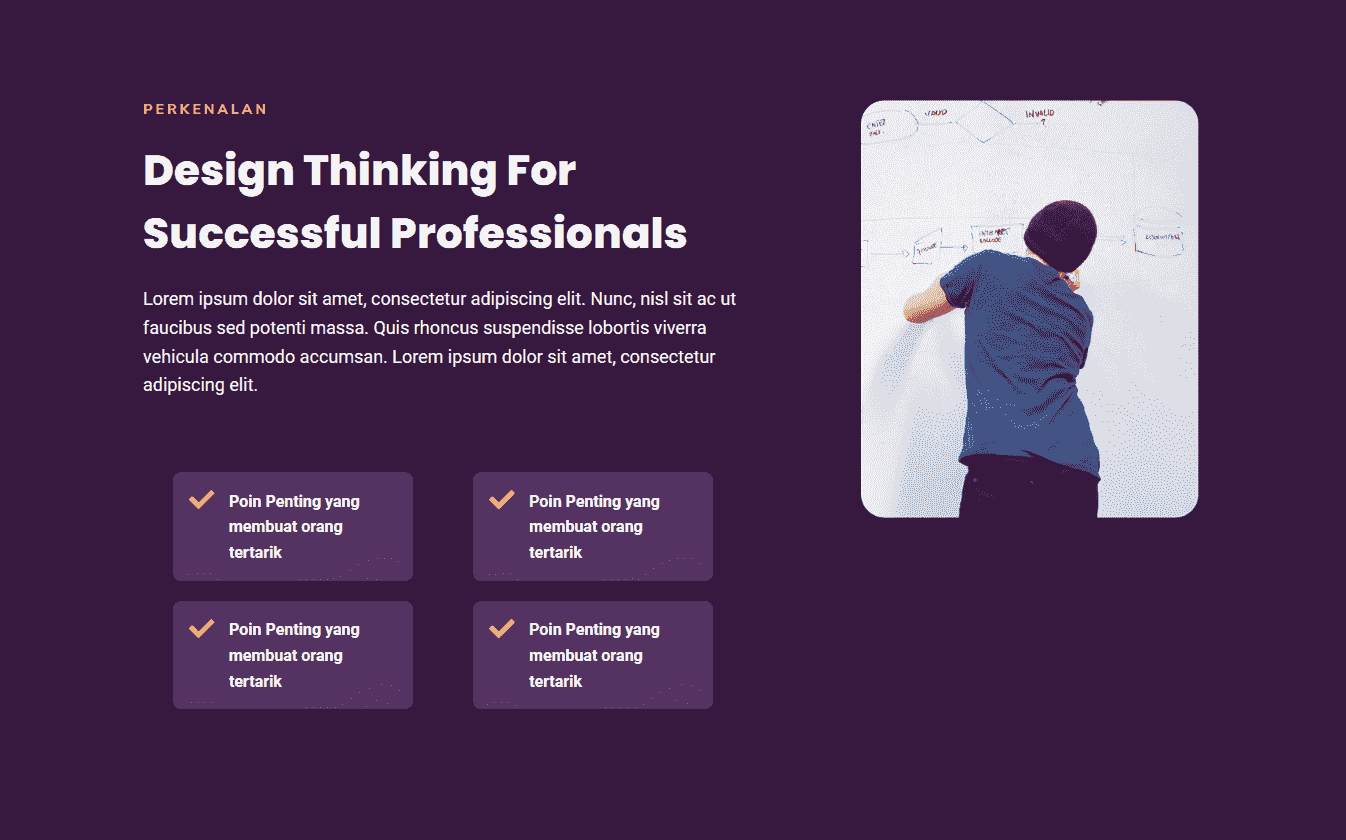 PERKENALAN
Design Thinking For
Successful Professionals
Lorem ipsum dolor sit amet, consectetur adipiscing elit. Nunc, nisl sit ac ut
faucibus sed potenti massa. Quis rhoncus suspendisse lobortis viverra
vehicula commodo accumsan. Lorem ipsum dolor sit amet, consectetur
adipiscing elit.
Poin Penting yang
membuat orang
tertarik
Poin Penting yang
membuat orang
tertarik
Poin Penting yang
membuat orang
tertarik
Poin Penting yang
membuat orang
tertarik
ENTER
VALID
INVALID
?